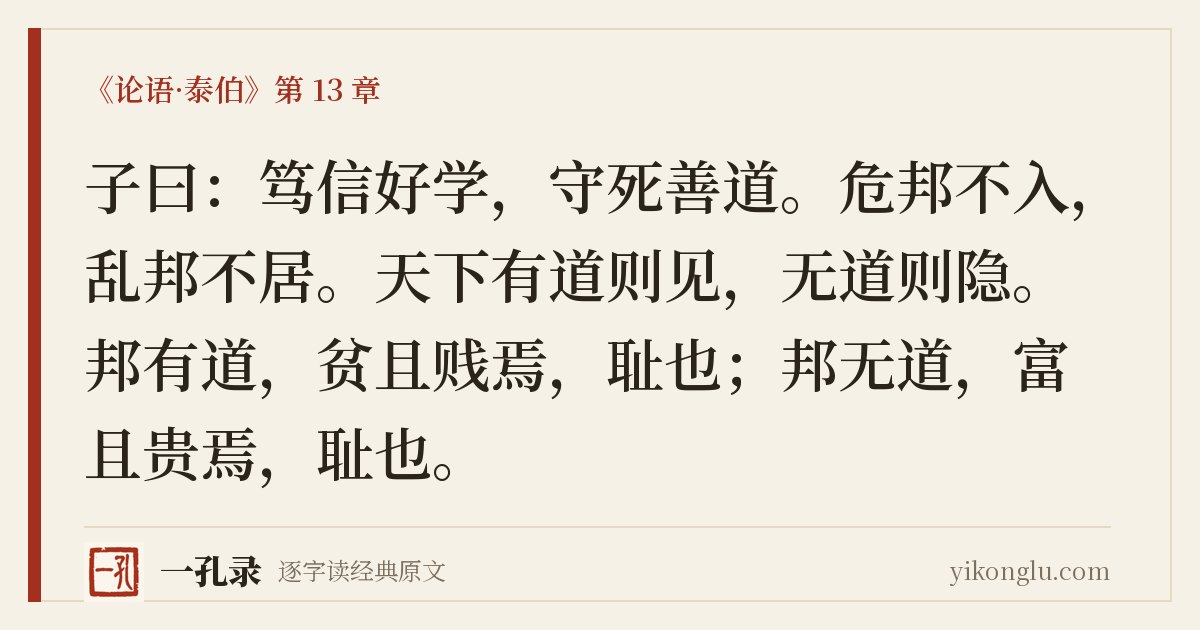 《论语·泰伯》第 13 章
子曰：笃信好学，守死善道。危邦不入，
乱邦不居。天下有道则见，无道则隐。
邦有道，贫且贱焉，耻也；邦无道，富
且贵焉，耻也。
一孔 一孔录 逐字读经典原文 yikonglu.com